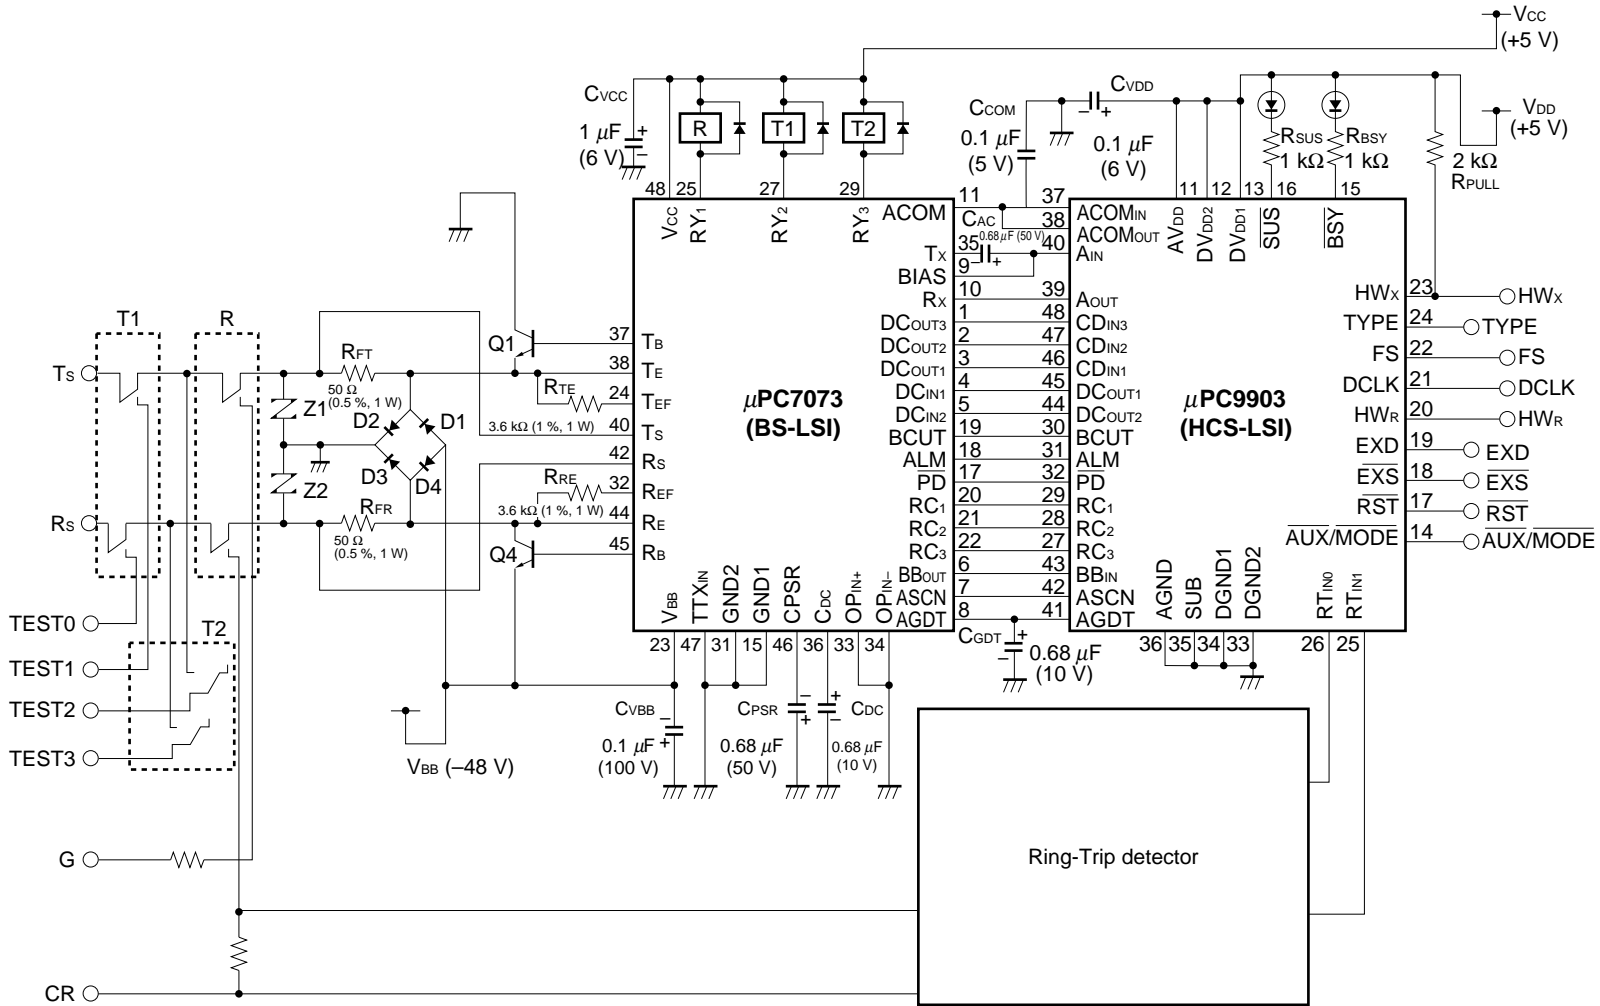 VCC
(+5 V)
CVCC
1 μF
(6 V)
+
−
R
T1
T2
CCOM
0.1 μF
(5 V)
CVDD
−
+
0.1 μF
(6 V)
RSUS
1 kΩ
RBSY
1 kΩ
2 kΩ
RPULL
VDD
(+5 V)
48
25
27
29
VCC
RY1
RY2
RY3
11
37
ACOM
CAC
0.68 μF (50 V)
38
35
−
+
40
TX
9
BIAS
10
39
RX
1
48
DCOUT3
2
47
DCOUT2
3
46
DCOUT1
4
45
DCIN1
5
44
DCIN2
19
30
BCUT
18
31
ALM
17
32
PD
20
29
RC1
21
28
RC2
22
27
RC3
6
43
BBOUT
7
42
ASCN
8
41
AGDT
CGDT
+
−
0.68 μF
(10 V)
μPC7073
(BS-LSI)
37
TB
38
TE
24
TEF
40
TS
42
RS
32
REF
44
RE
45
RB
VBB
TTXIN
GND2
GND1
CPSR
CDC
OPIN+
OPIN−
23
47
31
15
46
36
33
34
11
12
13
16
15
AVDD
DVDD2
DVDD1
SUS
BSY
ACOMIN
ACOMOUT
AIN
AOUT
CDIN3
CDIN2
CDIN1
DCOUT1
DCOUT2
BCUT
ALM
PD
RC1
RC2
RC3
BBIN
ASCN
AGDT
μPC9903
(HCS-LSI)
HWX
23
HWX
TYPE
24
TYPE
FS
22
FS
DCLK
21
DCLK
HWR
20
HWR
EXD
19
EXD
EXS
18
EXS
RST
17
RST
AUX/MODE
14
AUX/MODE
AGND
SUB
DGND1
DGND2
RTIN0
RTIN1
36
35
34
33
26
25
T1
R
TS
RS
Z1
Z2
RFT
50 Ω
(0.5 %, 1 W)
D2
D1
D3
D4
RFR
50 Ω
(0.5 %, 1 W)
Q1
RTE
3.6 kΩ (1 %, 1 W)
RRE
3.6 kΩ (1 %, 1 W)
Q4
TEST0
T2
TEST1
TEST2
TEST3
VBB (−48 V)
CVBB
−
+
0.1 μF
(100 V)
CPSR
−
+
0.68 μF
(50 V)
+
−
CDC
0.68 μF
(10 V)
G
CR
Ring-Trip detector